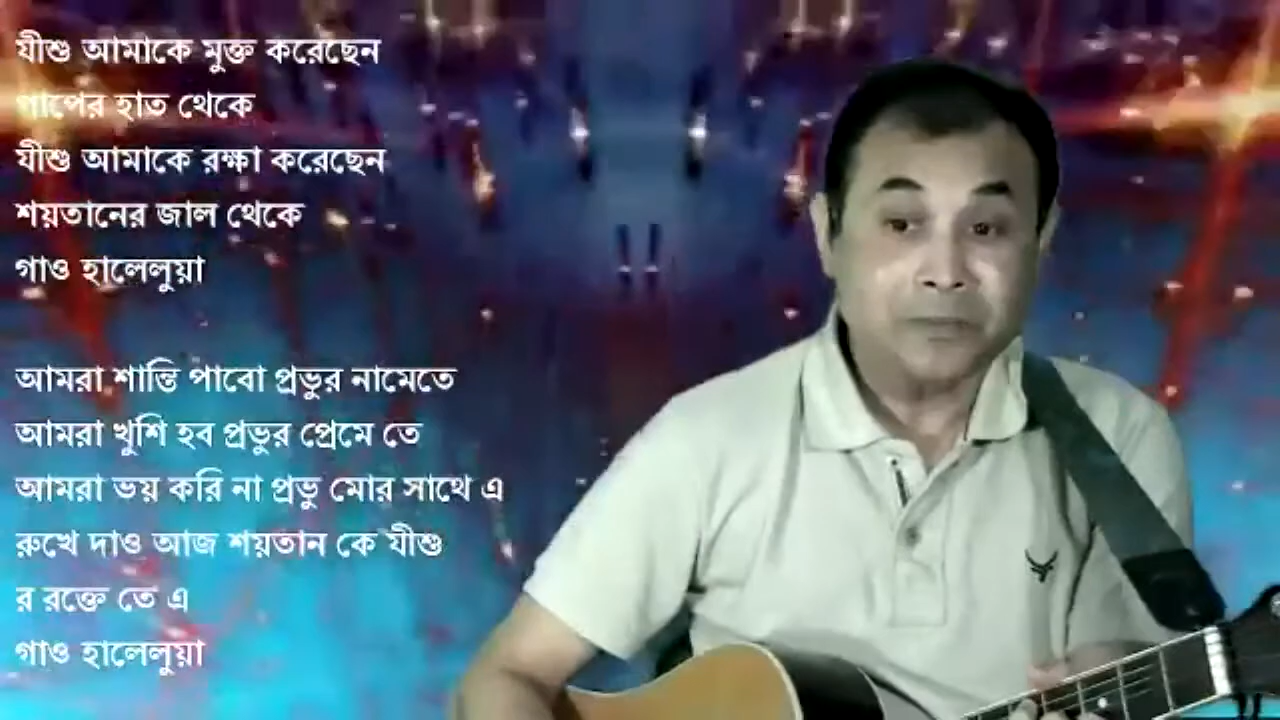 যীশু আমাকে মুক্ত করেছেন
পাপের হাত থেকে
যীশু আমাকে রক্ষা করেছেন
শয়তানের জাল থেকে
গাও হালেলুয়া
আমরা শান্তি পাবো প্রভুর নামেতে
আমরা খুশি হব প্রভুর প্রেমে তে
আমরা ভয় করি না প্রভু মোর সাথে এ
রুখে দাও আজ শয়তান কে যীশু
র রক্তে তে এ
গাও হালেলুয়া